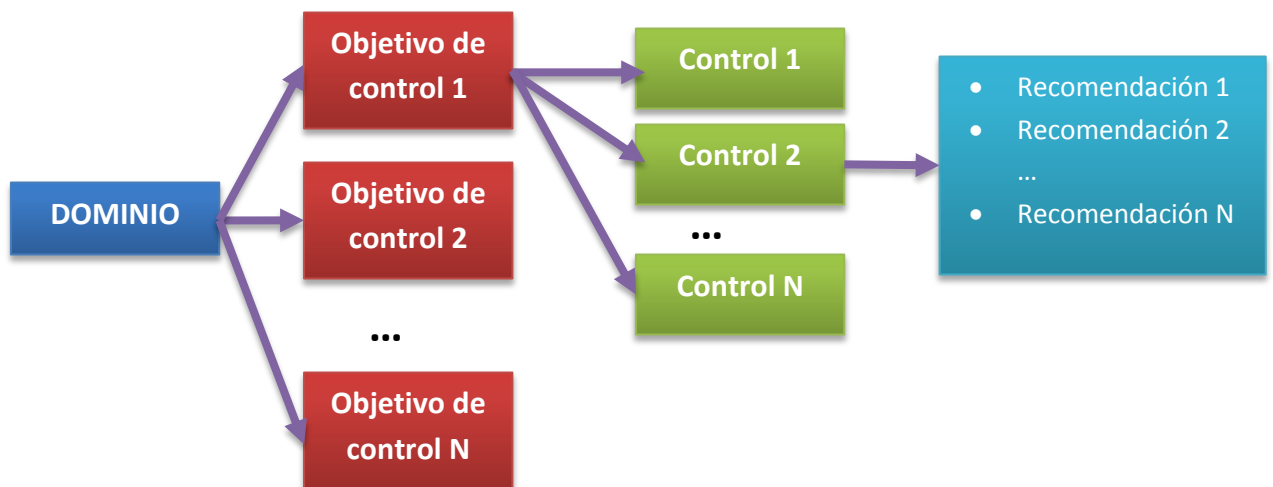 DOMINIO
Objetivo de
control 1
Objetivo de
control 2
...
Objetivo de
control N
Control 1
Control 2
...
Control N
• Recomendación 1
• Recomendación 2
...
• Recomendación N